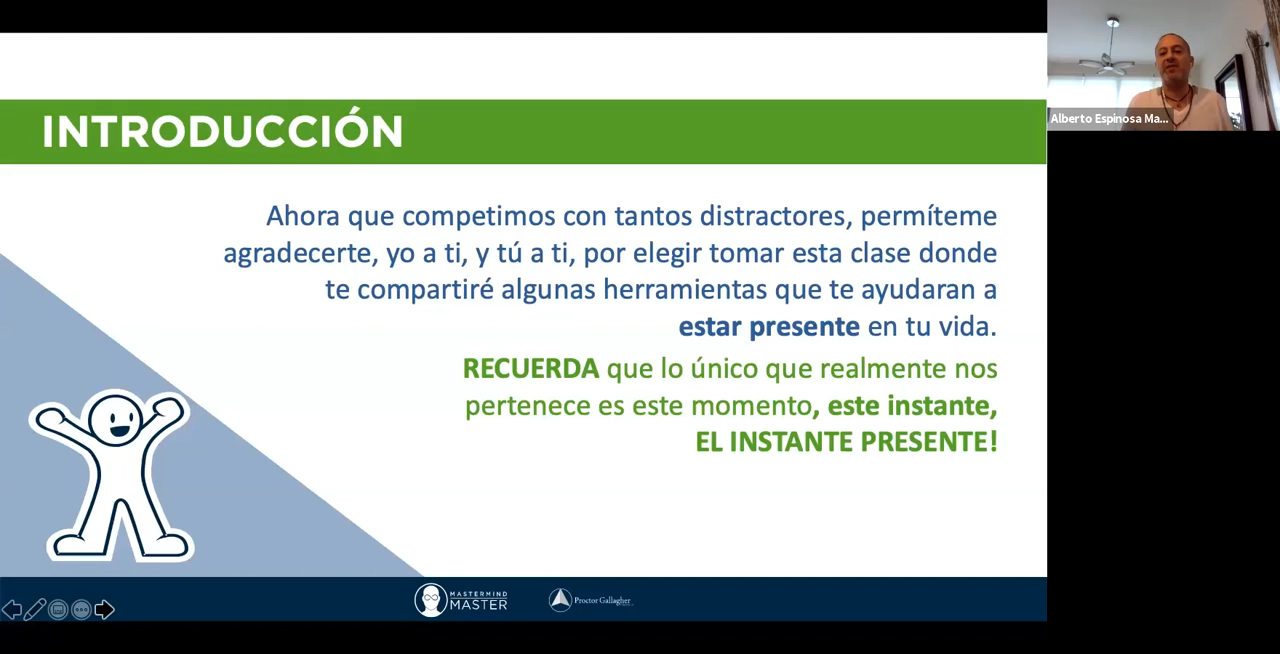 INTRODUCCIÓN
Alberto Espinosa Ma...
Ahora que competimos con tantos distractores, permíteme
agradecerte, yo a ti, y tú a ti, por elegir tomar esta clase donde
te compartiré algunas herramientas que te ayudaran a
estar presente en tu vida.
RECUERDA que lo único que realmente nos
pertenece es este momento, este instante,
EL INSTANTE PRESENTE!
MASTERMIND
MASTER
Proctor Gallagher